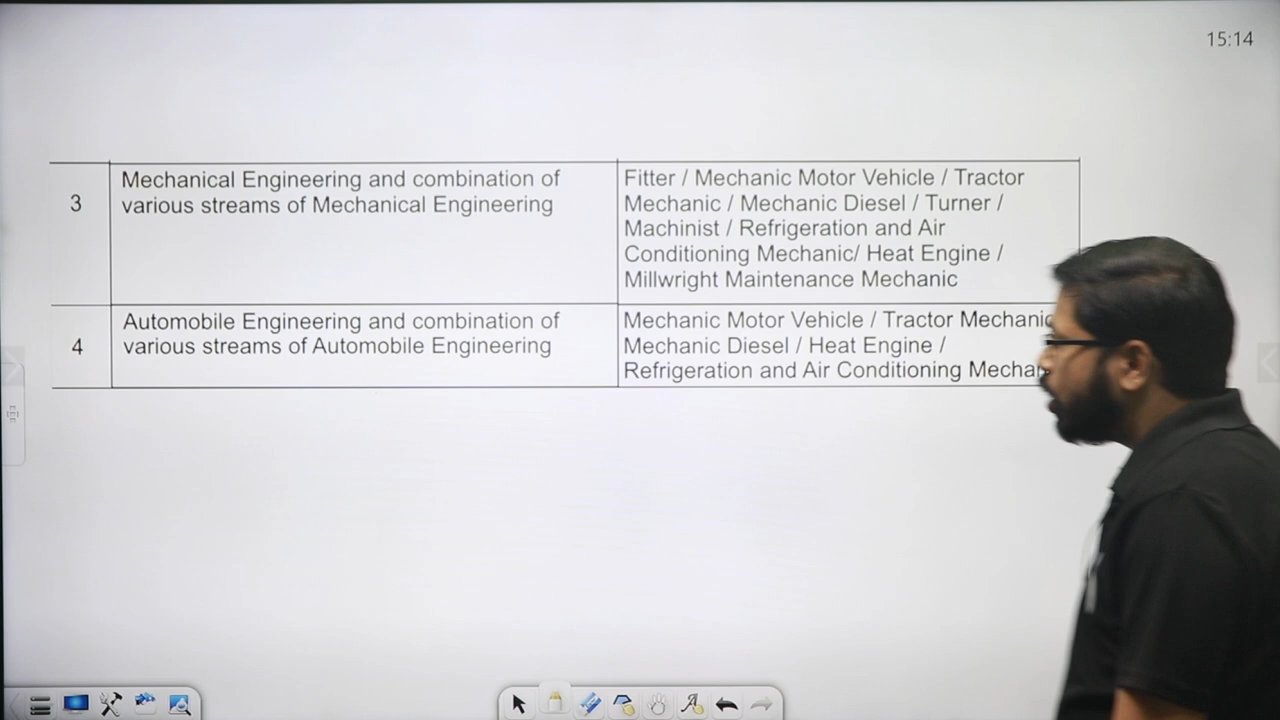 15:14
3
Mechanical Engineering and combination of
various streams of Mechanical Engineering
Fitter / Mechanic Motor Vehicle / Tractor
Mechanic / Mechanic Diesel / Turner /
Machinist / Refrigeration and Air
Conditioning Mechanic/ Heat Engine /
Millwright Maintenance Mechanic
4
Automobile Engineering and combination of
various streams of Automobile Engineering
Mechanic Motor Vehicle / Tractor Mechanic
Mechanic Diesel / Heat Engine /
Refrigeration and Air Conditioning